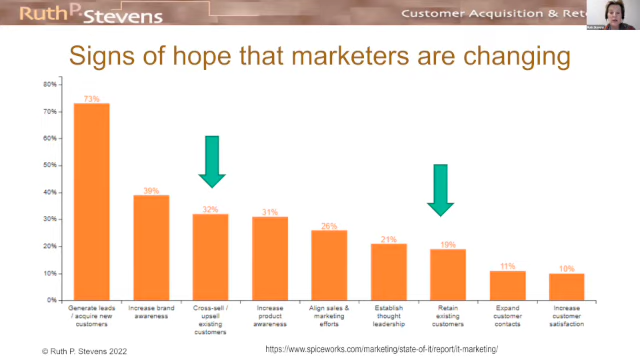 Ruth P. Stevens
Customer Acquisition & Rete
Signs of hope that marketers are changing
80%
70%
60%
50%
40%
30%
20%
10%
0%
73%
39%
32%
31%
26%
21%
19%
11%
10%
Generate leads /
acquire new
customers
Increase brand
awareness
Cross-sell /
upsell existing
customers
Increase
product
awareness
Align sales &
marketing
efforts
Establish
thought
leadership
Retain
existing
customers
Expand
customer
contacts
Increase
customer
satisfaction
https://www.spiceworks.com/marketing/state-of-it/report/it-marketing/
© Ruth P. Stevens 2022